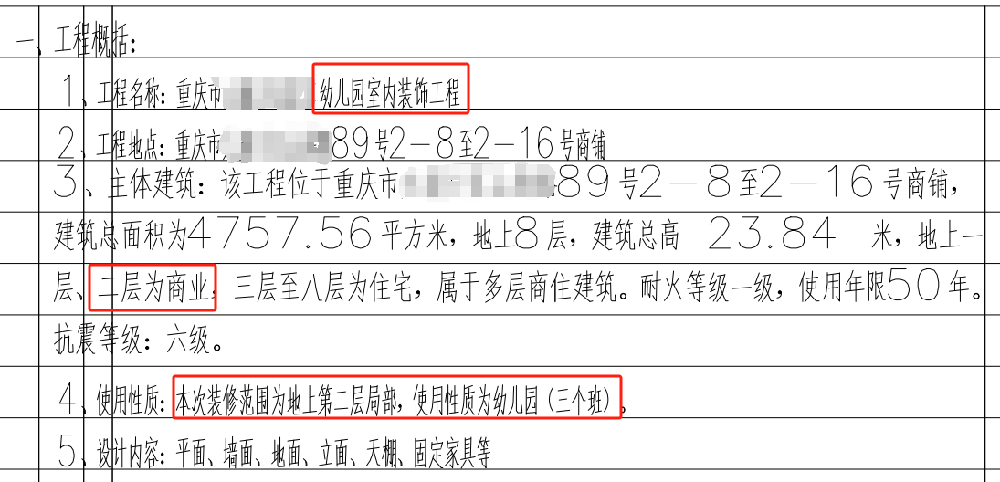 一、工程概括：
1、工程名称：重庆市幼儿园室内装饰工程
2、工程地点：重庆市89号2－8至2－16号商铺
3、主体建筑：该工程位于重庆市89号2－8至2－16号商铺，
建筑总面积为4757.56平方米，地上8层，建筑总高 23.84 米，地上一
层、二层为商业，三层至八层为住宅，属于多层商住建筑。耐火等级一级，使用年限50年。
抗震等级：六级。
4、使用性质：本次装修范围为地上第二层局部，使用性质为幼儿园（三个班）。
5、设计内容：平面、墙面、地面、立面、天棚、固定家具等